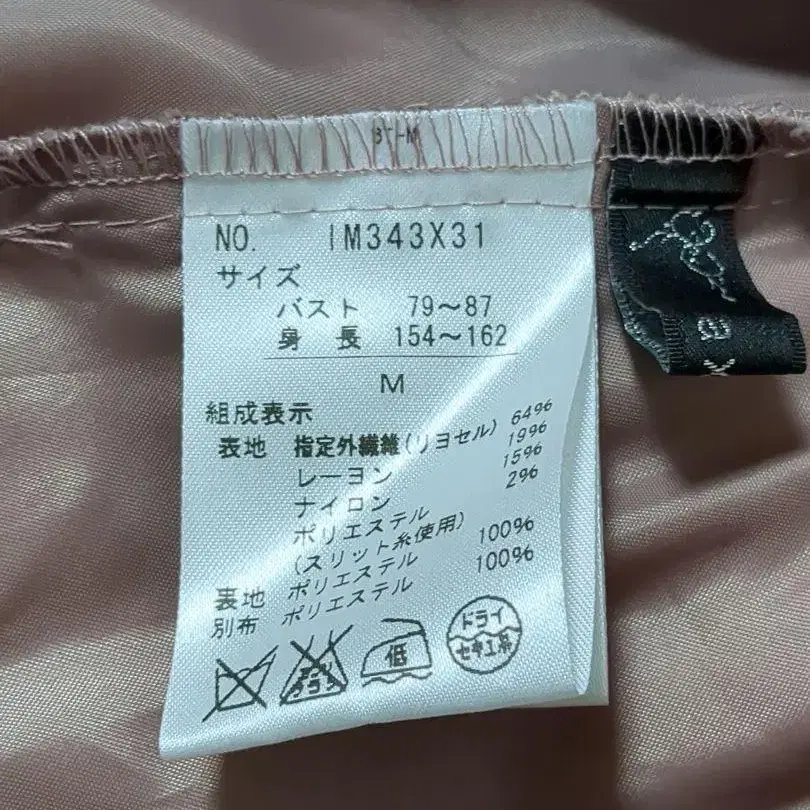 NO. IM343X31
サイズ
バスト 79～87
身長 154～162
M
組成表示
表地 指定外繊維(リヨセル) 64%
レーヨン 19%
ナイロン 15%
ポリエステル 2%
(スリット糸使用)
裏地 ポリエステル 100%
別布 ポリエステル 100%
低
ドライ
セキユ系